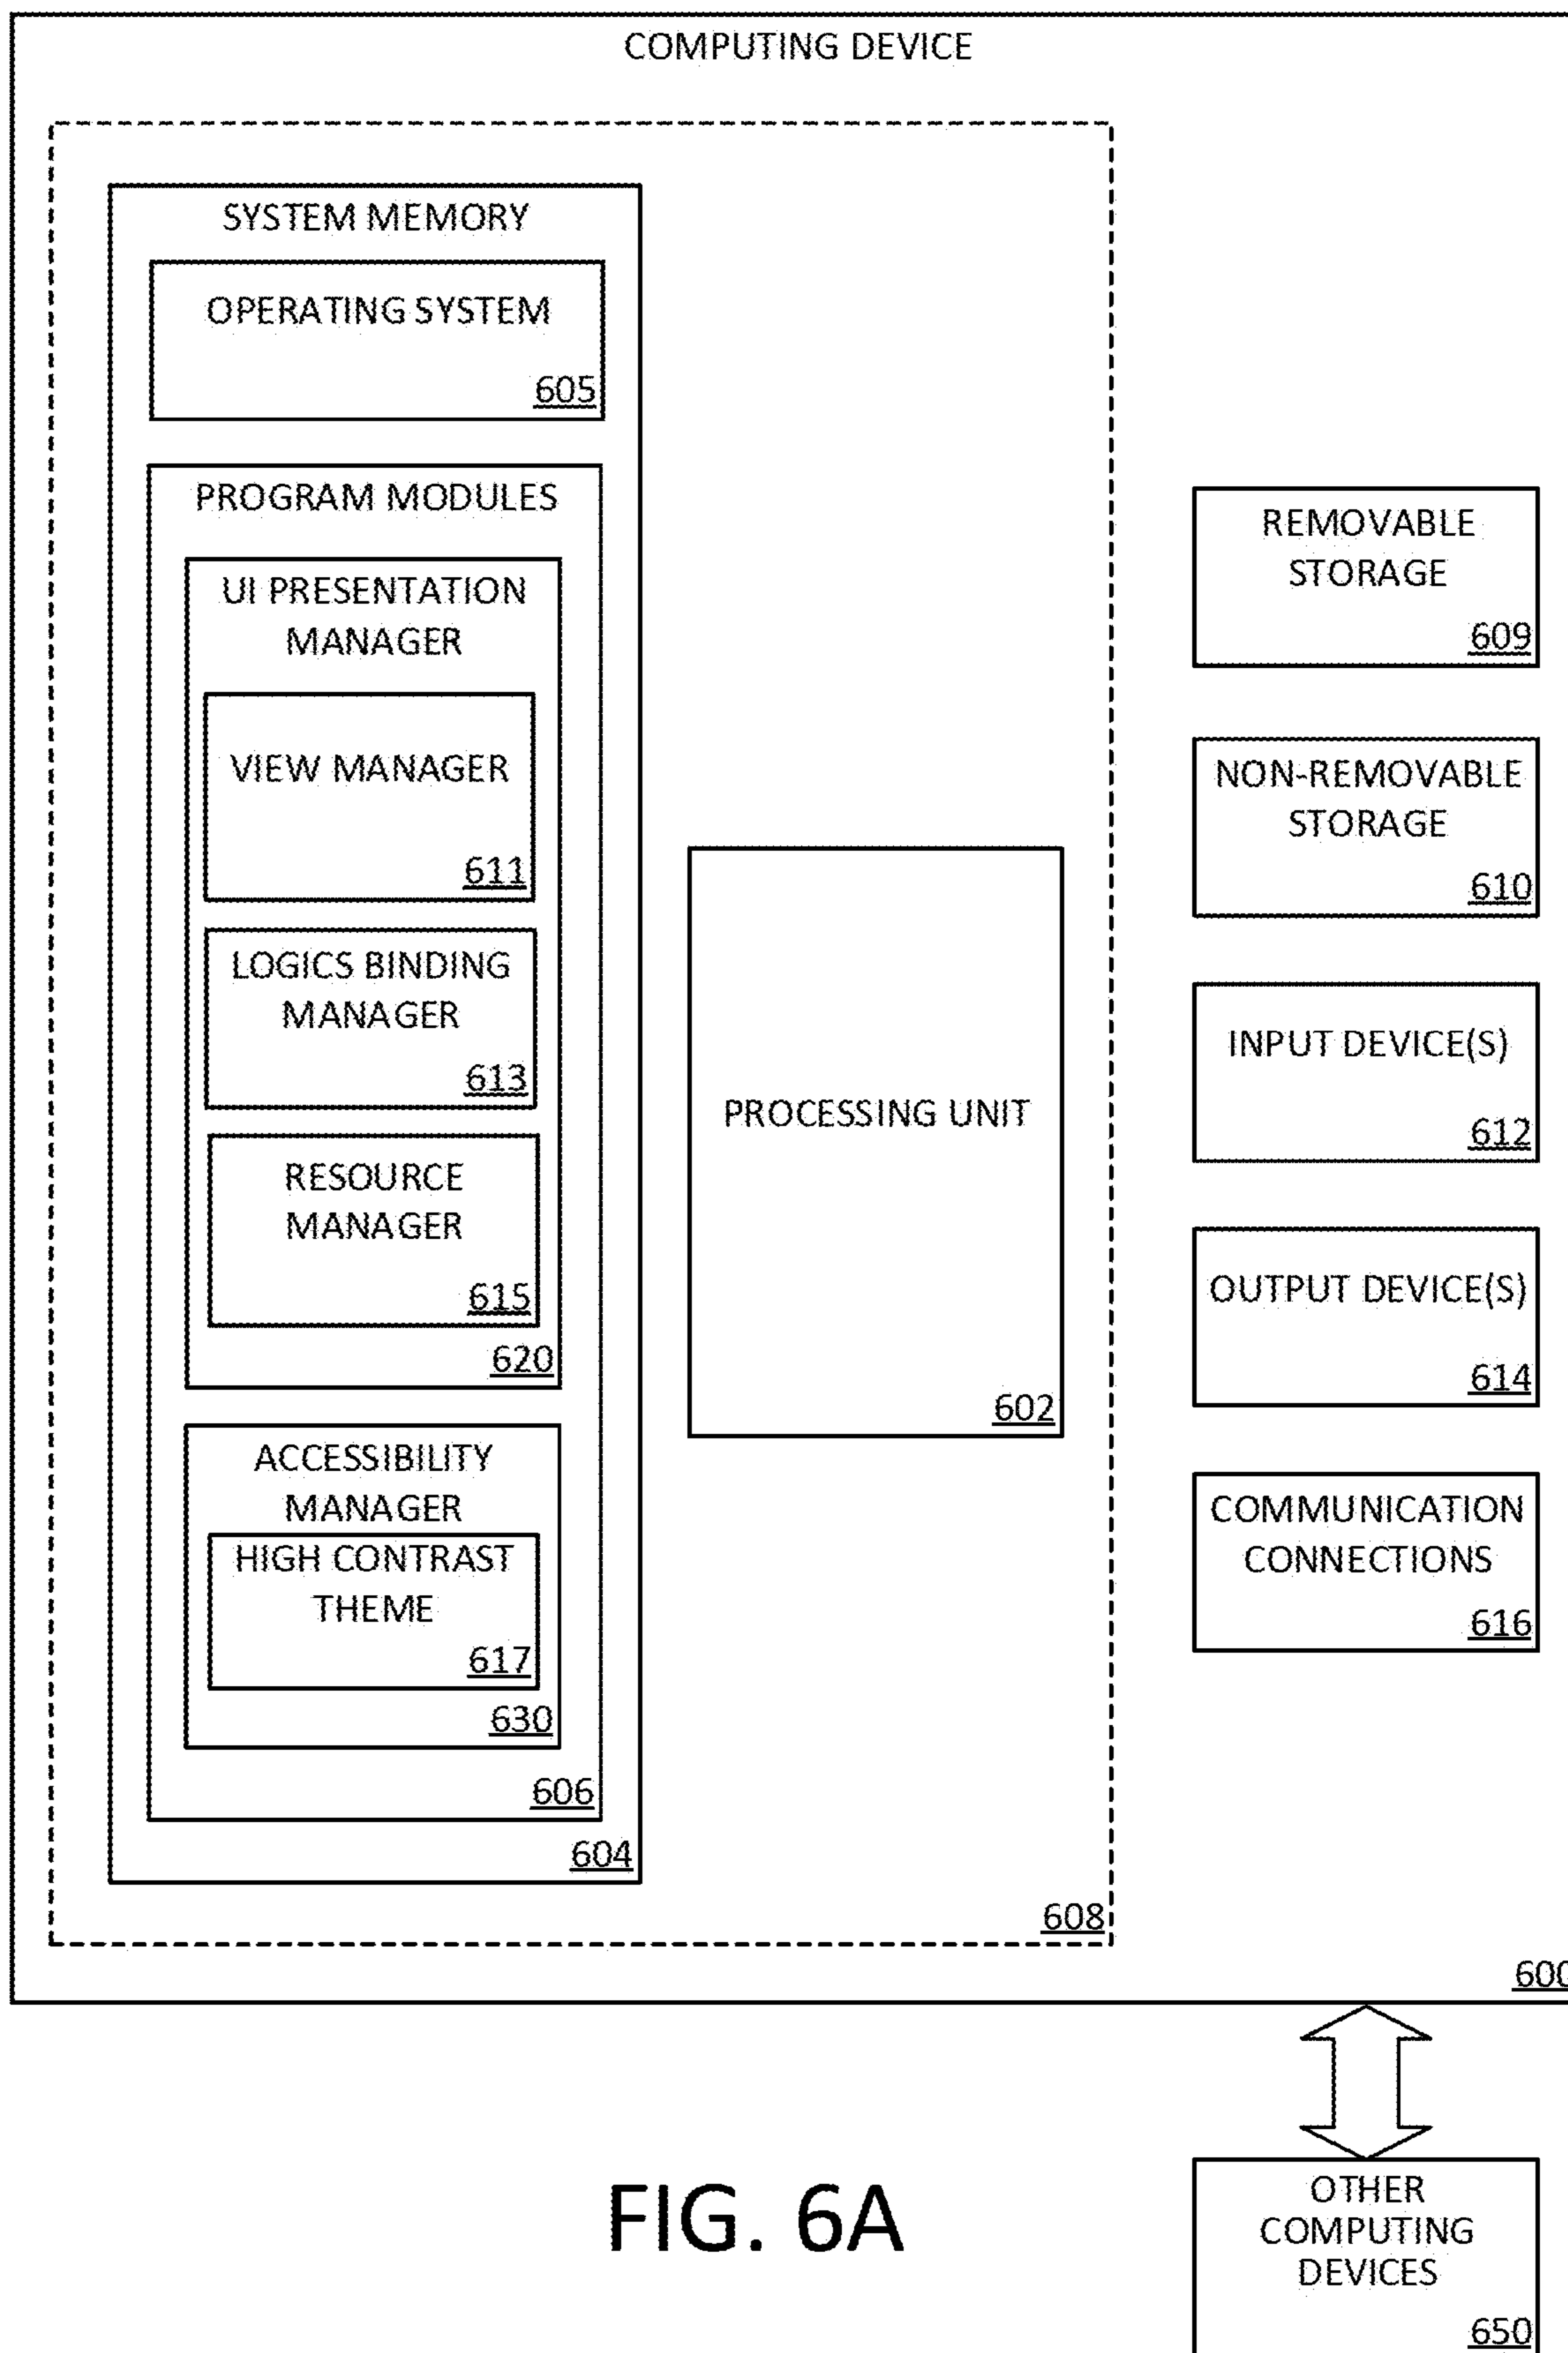 COMPUTING DEVICE
SYSTEM MEMORY
OPERATING SYSTEM
605
PROGRAM MODULES
UI PRESENTATION
MANAGER
VIEW MANAGER
611
LOGICS BINDING
MANAGER
613
RESOURCE
MANAGER
615
620
ACCESSIBILITY
MANAGER
HIGH CONTRAST
THEME
617
630
606
604
PROCESSING UNIT
602
608
REMOVABLE
STORAGE
609
NON-REMOVABLE
STORAGE
610
INPUT DEVICE(S)
612
OUTPUT DEVICE(S)
614
COMMUNICATION
CONNECTIONS
616
600
OTHER
COMPUTING
DEVICES
650
FIG. 6A